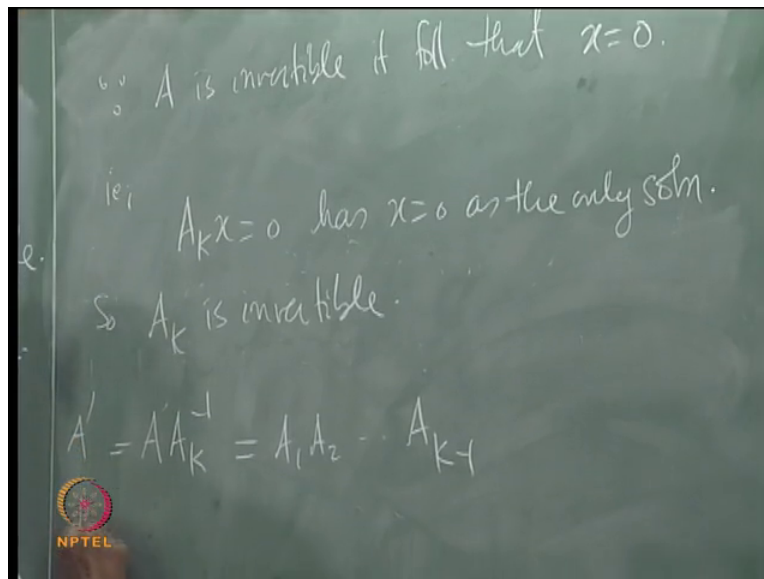 ∵ A is invertible it foll. that x=0.
ie, A_K x=0 has x=0 as the only soln.
e.
So A_K is invertible.
A' = A A_K^{-1} = A_1 A_2 ... A_{K-1}
NPTEL